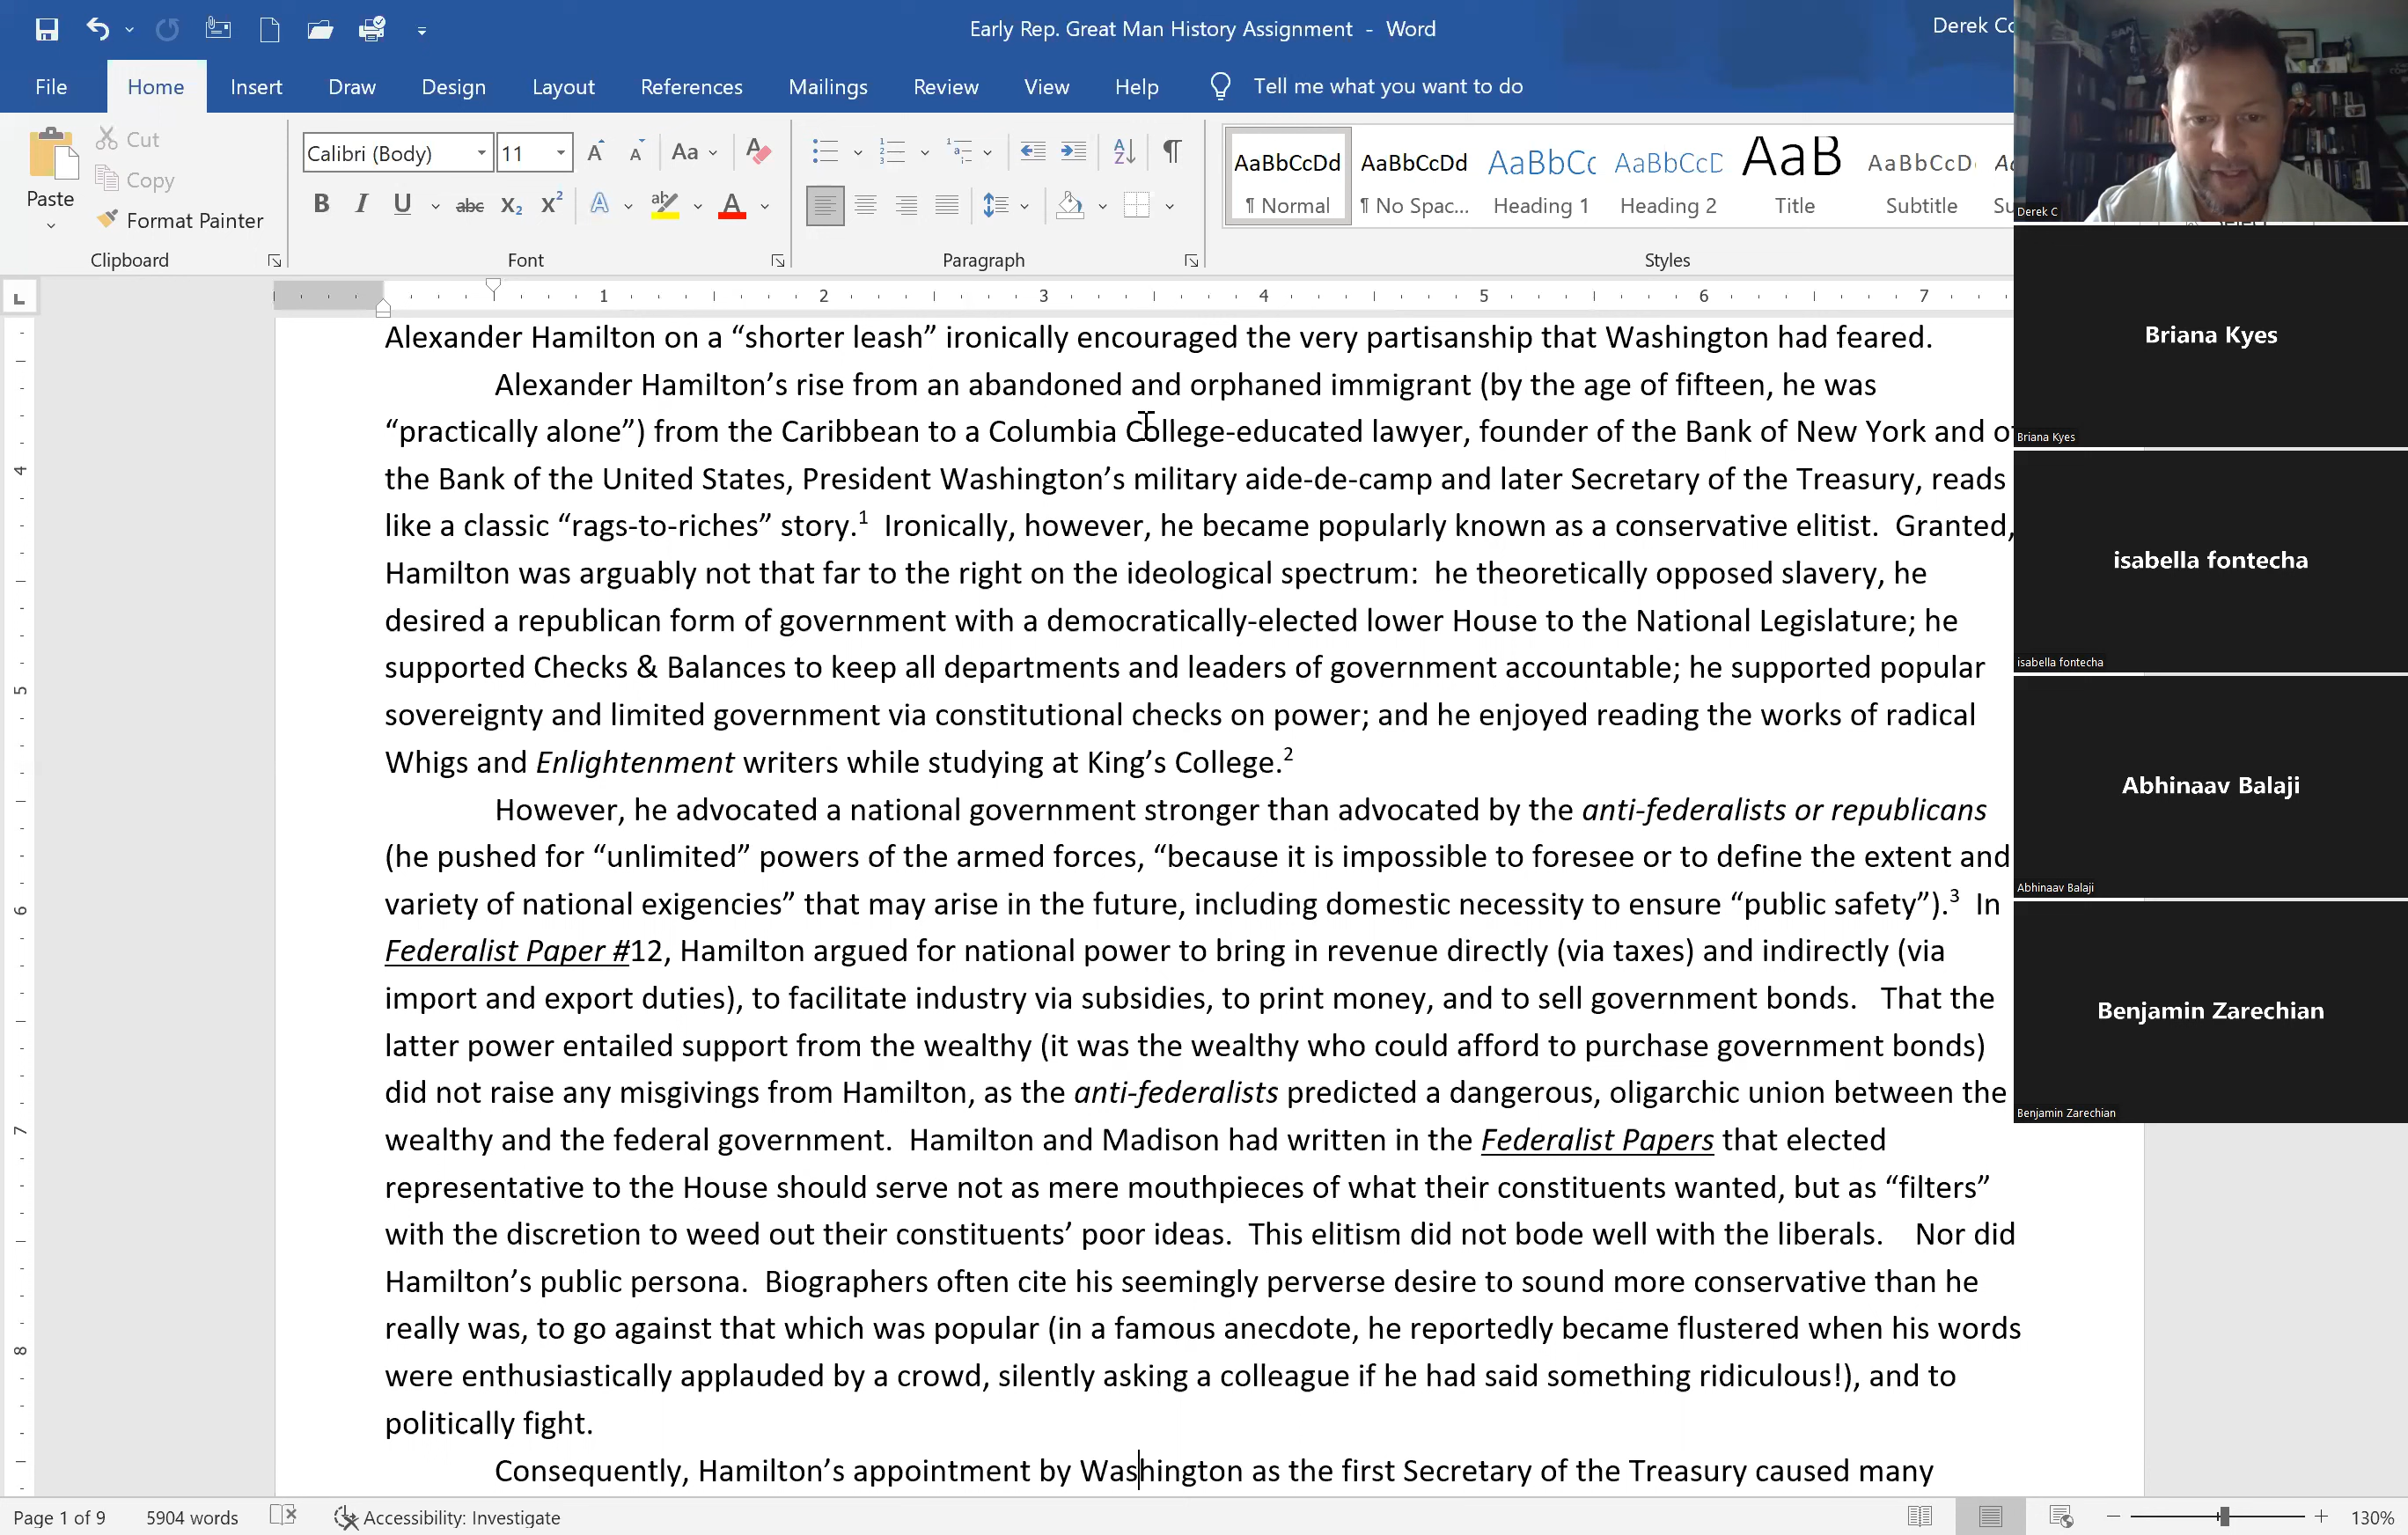 Early Rep. Great Man History Assignment - Word
Derek Co
File Home Insert Draw Design Layout References Mailings Review View Help Tell me what you want to do
Paste
Cut
Copy
Format Painter
Clipboard
Calibri (Body) 11
Font
Paragraph
AaBbCcDd AaBbCcDd AaBbCc AaBbCcD AaB AaBbCcD
¶ Normal ¶ No Spac... Heading 1 Heading 2 Title Subtitle Su
Styles
Derek C
1 2 3 4 5 6 7
Alexander Hamilton on a “shorter leash” ironically encouraged the very partisanship that Washington had feared.
Alexander Hamilton’s rise from an abandoned and orphaned immigrant (by the age of fifteen, he was
“practically alone”) from the Caribbean to a Columbia College-educated lawyer, founder of the Bank of New York and of
the Bank of the United States, President Washington’s military aide-de-camp and later Secretary of the Treasury, reads
like a classic “rags-to-riches” story.1  Ironically, however, he became popularly known as a conservative elitist.  Granted,
Hamilton was arguably not that far to the right on the ideological spectrum:  he theoretically opposed slavery, he
desired a republican form of government with a democratically-elected lower House to the National Legislature; he
supported Checks & Balances to keep all departments and leaders of government accountable; he supported popular
sovereignty and limited government via constitutional checks on power; and he enjoyed reading the works of radical
Whigs and Enlightenment writers while studying at King’s College.2
However, he advocated a national government stronger than advocated by the anti-federalists or republicans
(he pushed for “unlimited” powers of the armed forces, “because it is impossible to foresee or to define the extent and
variety of national exigencies” that may arise in the future, including domestic necessity to ensure “public safety”).3  In
Federalist Paper #12, Hamilton argued for national power to bring in revenue directly (via taxes) and indirectly (via
import and export duties), to facilitate industry via subsidies, to print money, and to sell government bonds.   That the
latter power entailed support from the wealthy (it was the wealthy who could afford to purchase government bonds)
did not raise any misgivings from Hamilton, as the anti-federalists predicted a dangerous, oligarchic union between the
wealthy and the federal government.  Hamilton and Madison had written in the Federalist Papers that elected
representative to the House should serve not as mere mouthpieces of what their constituents wanted, but as “filters”
with the discretion to weed out their constituents’ poor ideas.  This elitism did not bode well with the liberals.    Nor did
Hamilton’s public persona.  Biographers often cite his seemingly perverse desire to sound more conservative than he
really was, to go against that which was popular (in a famous anecdote, he reportedly became flustered when his words
were enthusiastically applauded by a crowd, silently asking a colleague if he had said something ridiculous!), and to
politically fight.
Consequently, Hamilton’s appointment by Washington as the first Secretary of the Treasury caused many
4
5
6
7
8
Briana Kyes
Briana Kyes
isabella fontecha
isabella fontecha
Abhinaav Balaji
Abhinaav Balaji
Benjamin Zarechian
Benjamin Zarechian
Page 1 of 9 5904 words Accessibility: Investigate 130%